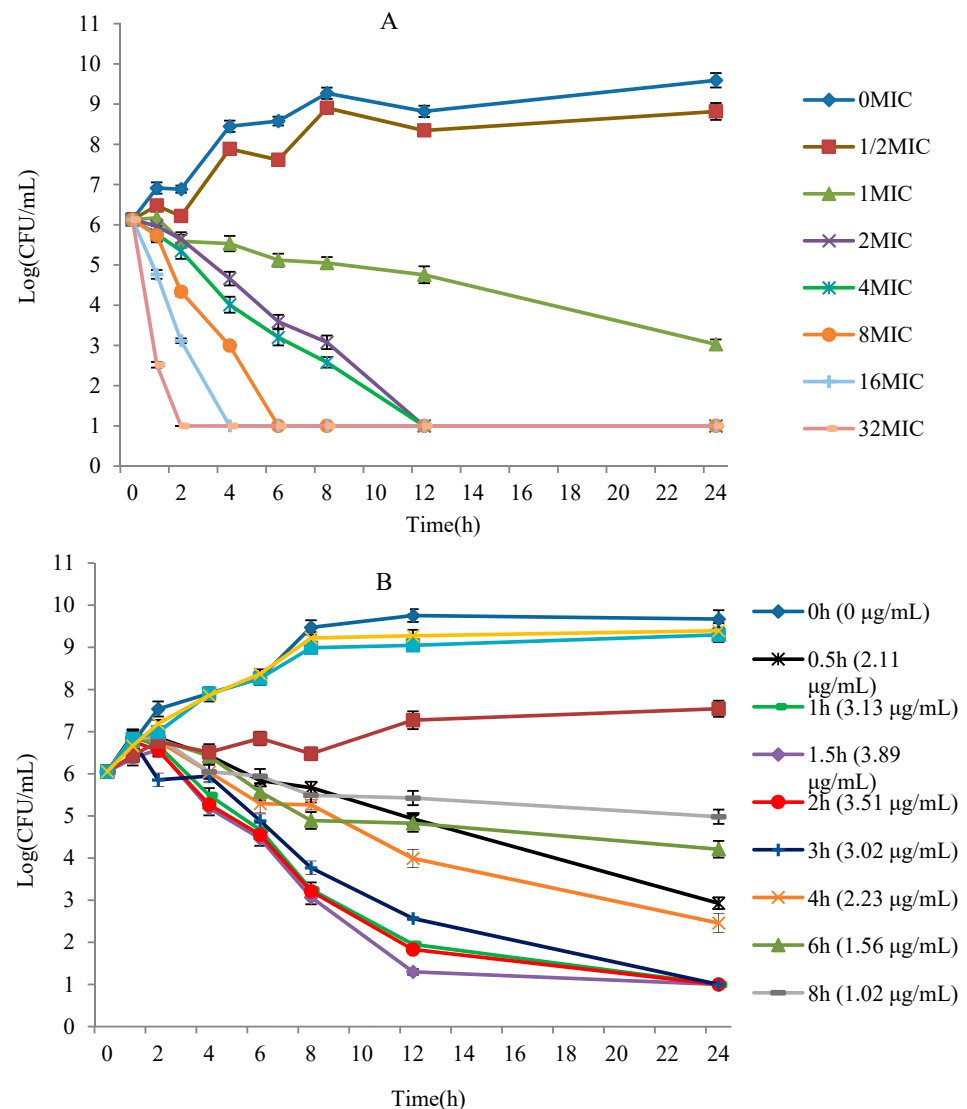 A
11
10
9
8
7
6
5
4
3
2
1
0
Log(CFU/mL)
0 2 4 6 8 10 12 14 16 18 20 22 24
Time(h)
0MIC
1/2MIC
1MIC
2MIC
4MIC
8MIC
16MIC
32MIC
B
11
10
9
8
7
6
5
4
3
2
1
0
Log(CFU/mL)
0 2 4 6 8 10 12 14 16 18 20 22 24
Time(h)
0h (0 μg/mL)
0.5h (2.11
μg/mL)
1h (3.13 μg/mL)
1.5h (3.89
μg/mL)
2h (3.51 μg/mL)
3h (3.02 μg/mL)
4h (2.23 μg/mL)
6h (1.56 μg/mL)
8h (1.02 μg/mL)